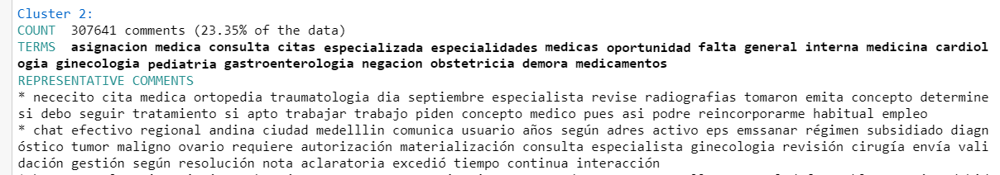 Cluster 2:
COUNT  307641 comments (23.35% of the data)
TERMS  asignacion medica consulta citas especializada especialidades medicas oportunidad falta general interna medicina cardiol
ogia ginecologia pediatria gastroenterologia negacion obstetricia demora medicamentos
REPRESENTATIVE COMMENTS
* nececito cita medica ortopedia traumatologia dia septiembre especialista revise radiografias tomaron emita concepto determine
si debo seguir tratamiento si apto trabajar trabajo piden concepto medico pues asi podre reincorporarme habitual empleo
* chat efectivo regional andina ciudad medelllin comunica usuario años según adres activo eps emssanar régimen subsidiado diagn
óstico tumor maligno ovario requiere autorización materialización consulta especialista ginecologia revisión cirugía envía vali
dación gestión según resolución nota aclaratoria excedió tiempo continua interacción